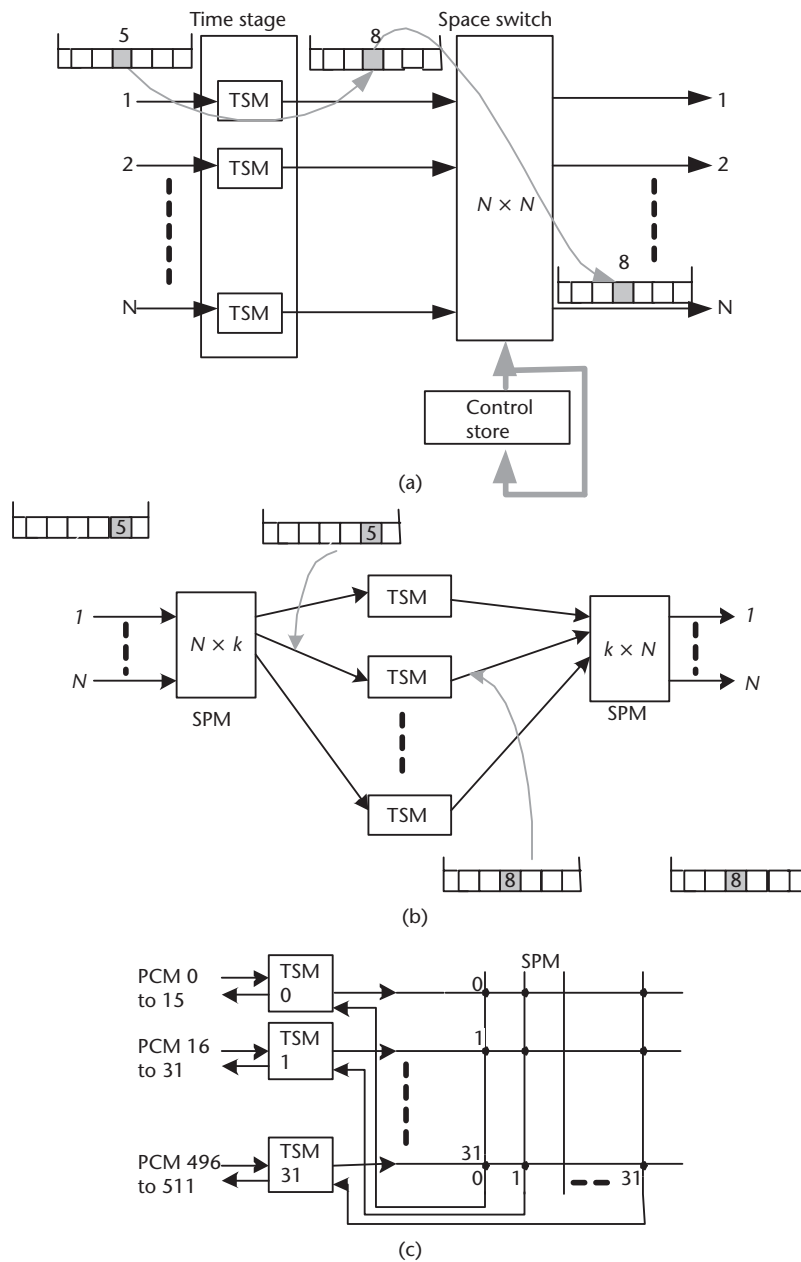 Time stage
Space switch
5
8
1
TSM
1
2
TSM
2
N × N
8
N
TSM
N
Control
store
(a)
5
5
TSM
1
N × k
k × N
1
TSM
N
N
SPM
SPM
TSM
8
8
(b)
SPM
PCM 0
to 15
TSM
0
0
PCM 16
to 31
TSM
1
1
PCM 496
to 511
TSM
31
31
0
1
31
(c)